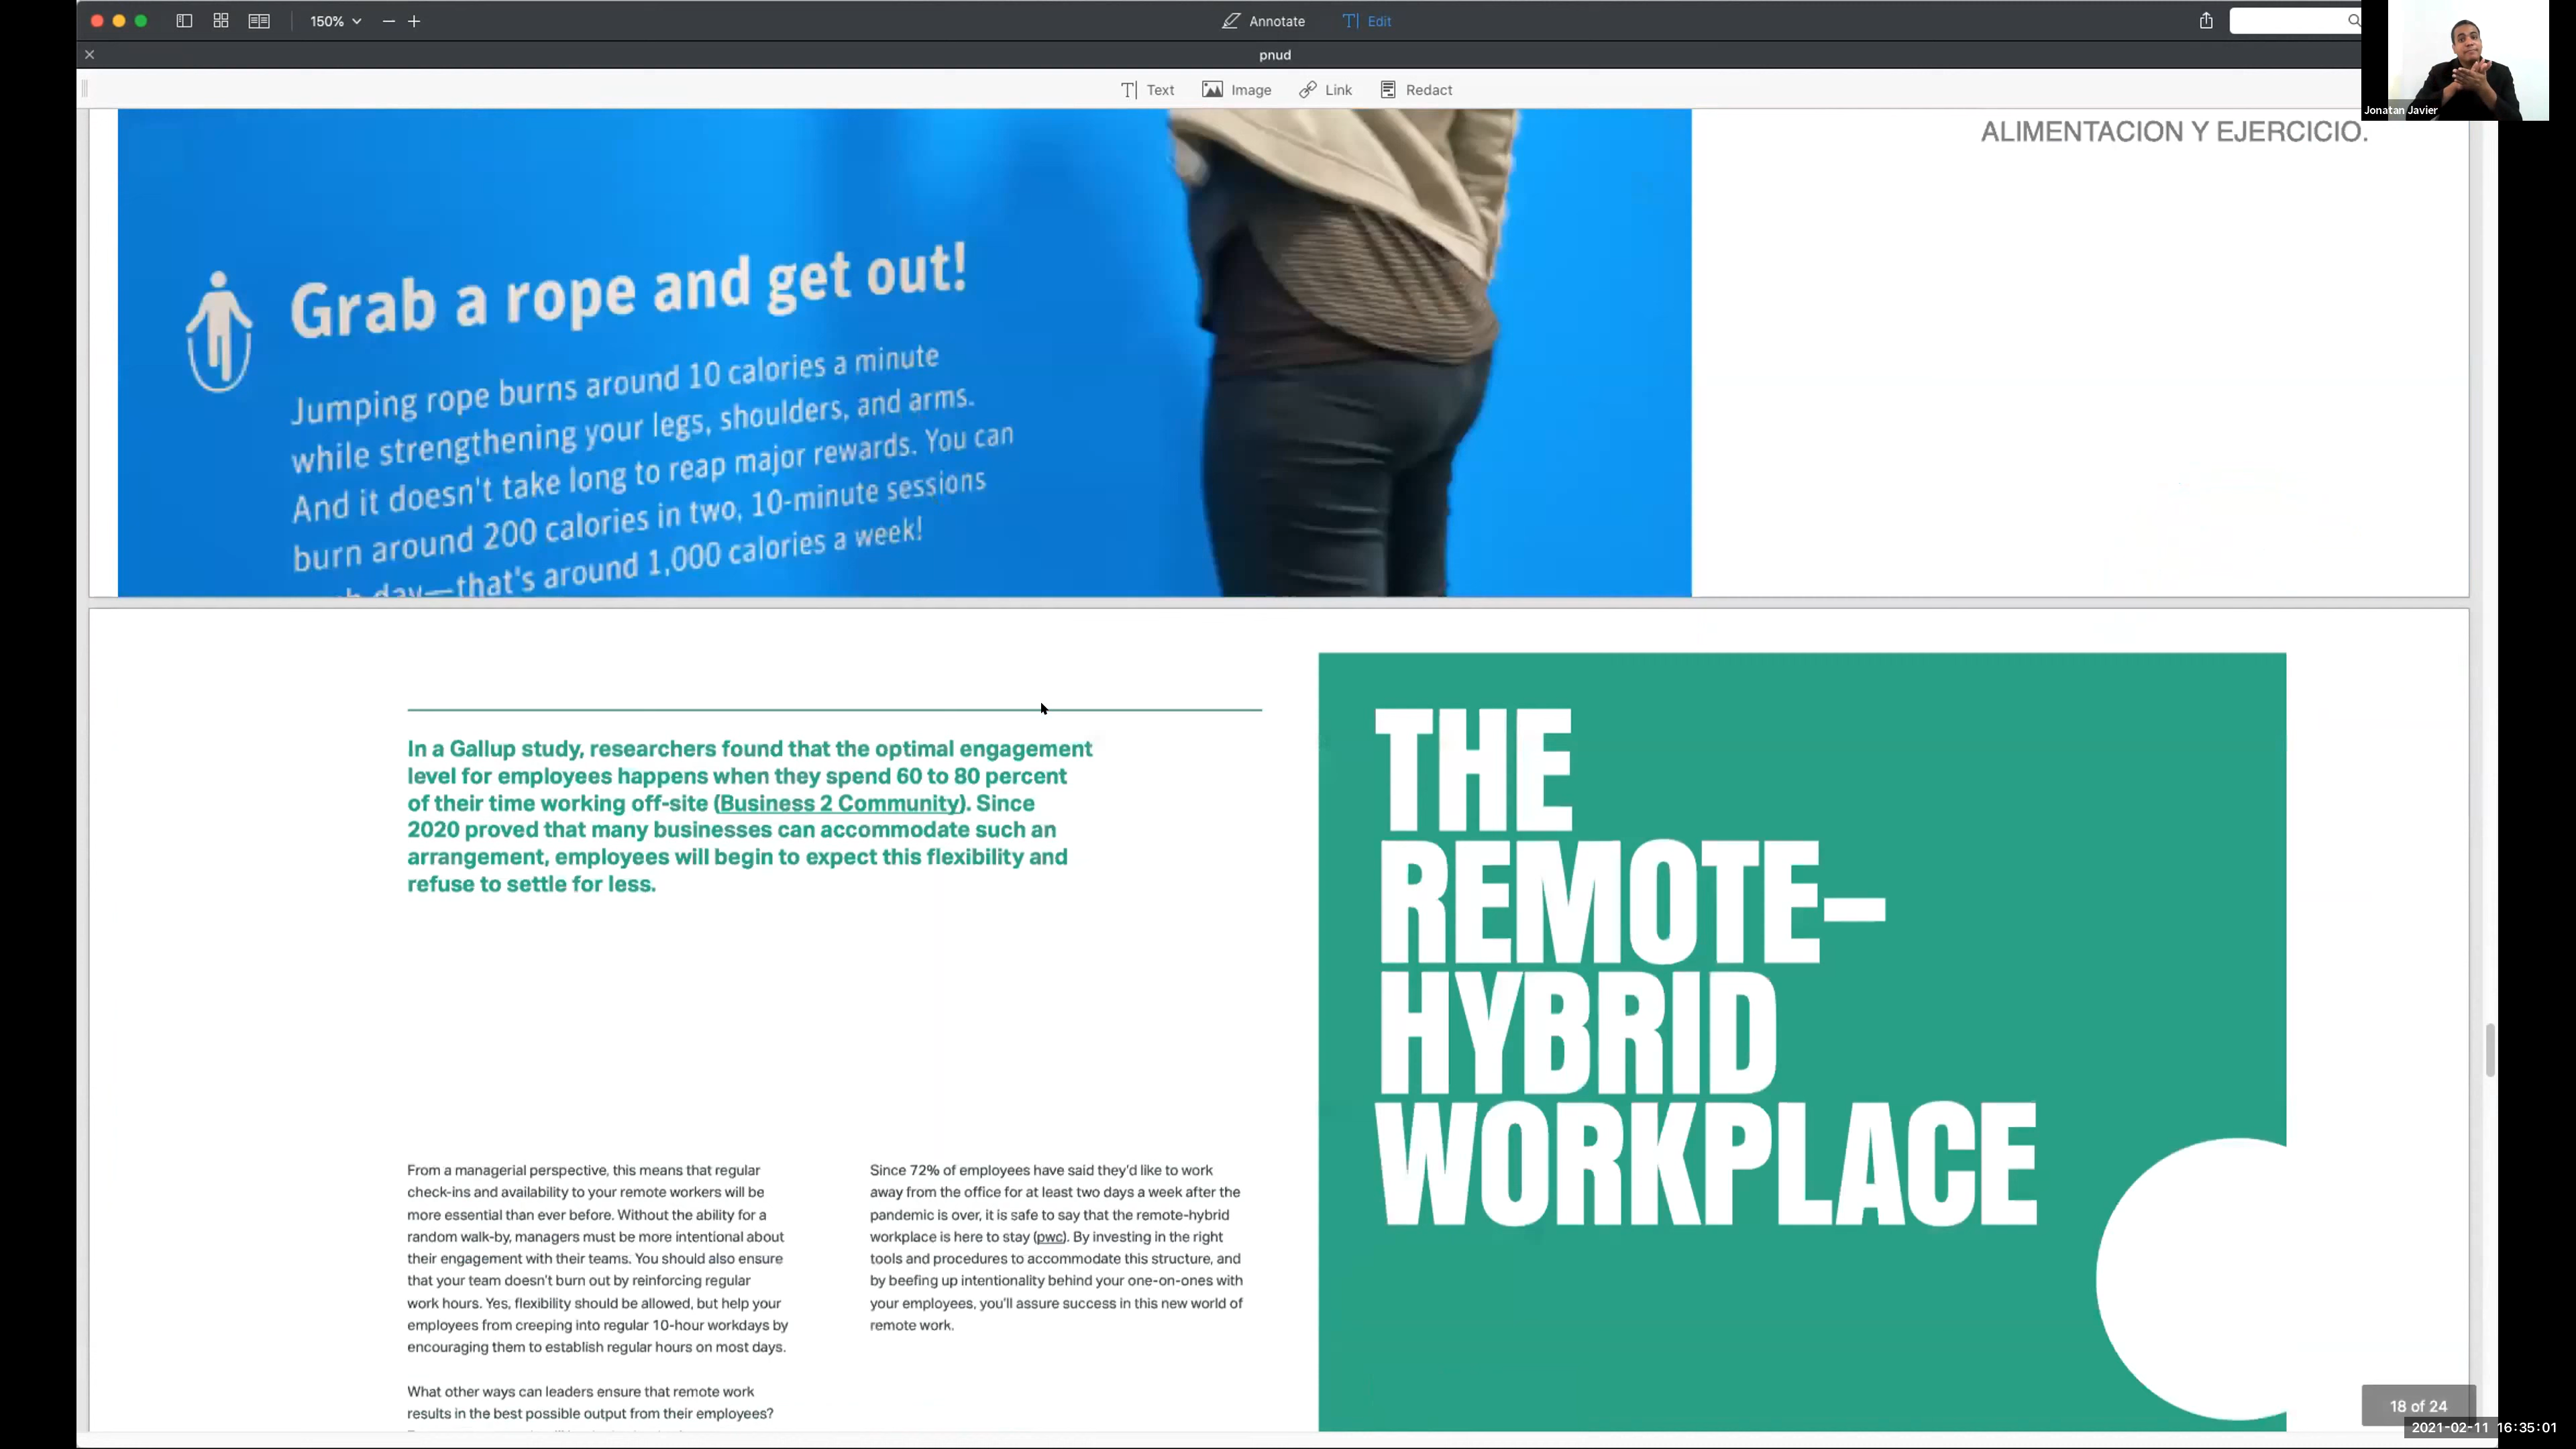 150%
Annotate
Edit
pnud
Text
Image
Link
Redact
Jonatan Javier
ALIMENTACION Y EJERCICIO.
Grab a rope and get out!
Jumping rope burns around 10 calories a minute
while strengthening your legs, shoulders, and arms.
And it doesn't take long to reap major rewards. You can
burn around 200 calories in two, 10-minute sessions
day—that's around 1,000 calories a week!
In a Gallup study, researchers found that the optimal engagement
level for employees happens when they spend 60 to 80 percent
of their time working off-site (Business 2 Community). Since
2020 proved that many businesses can accommodate such an
arrangement, employees will begin to expect this flexibility and
refuse to settle for less.
THE
REMOTE–
HYBRID
WORKPLACE
From a managerial perspective, this means that regular
check-ins and availability to your remote workers will be
more essential than ever before. Without the ability for a
random walk-by, managers must be more intentional about
their engagement with their teams. You should also ensure
that your team doesn't burn out by reinforcing regular
work hours. Yes, flexibility should be allowed, but help your
employees from creeping into regular 10-hour workdays by
encouraging them to establish regular hours on most days.
What other ways can leaders ensure that remote work
results in the best possible output from their employees?
Since 72% of employees have said they'd like to work
away from the office for at least two days a week after the
pandemic is over, it is safe to say that the remote-hybrid
workplace is here to stay (pwc). By investing in the right
tools and procedures to accommodate this structure, and
by beefing up intentionality behind your one-on-ones with
your employees, you'll assure success in this new world of
remote work.
18 of 24
2021-02-11 16:35:01